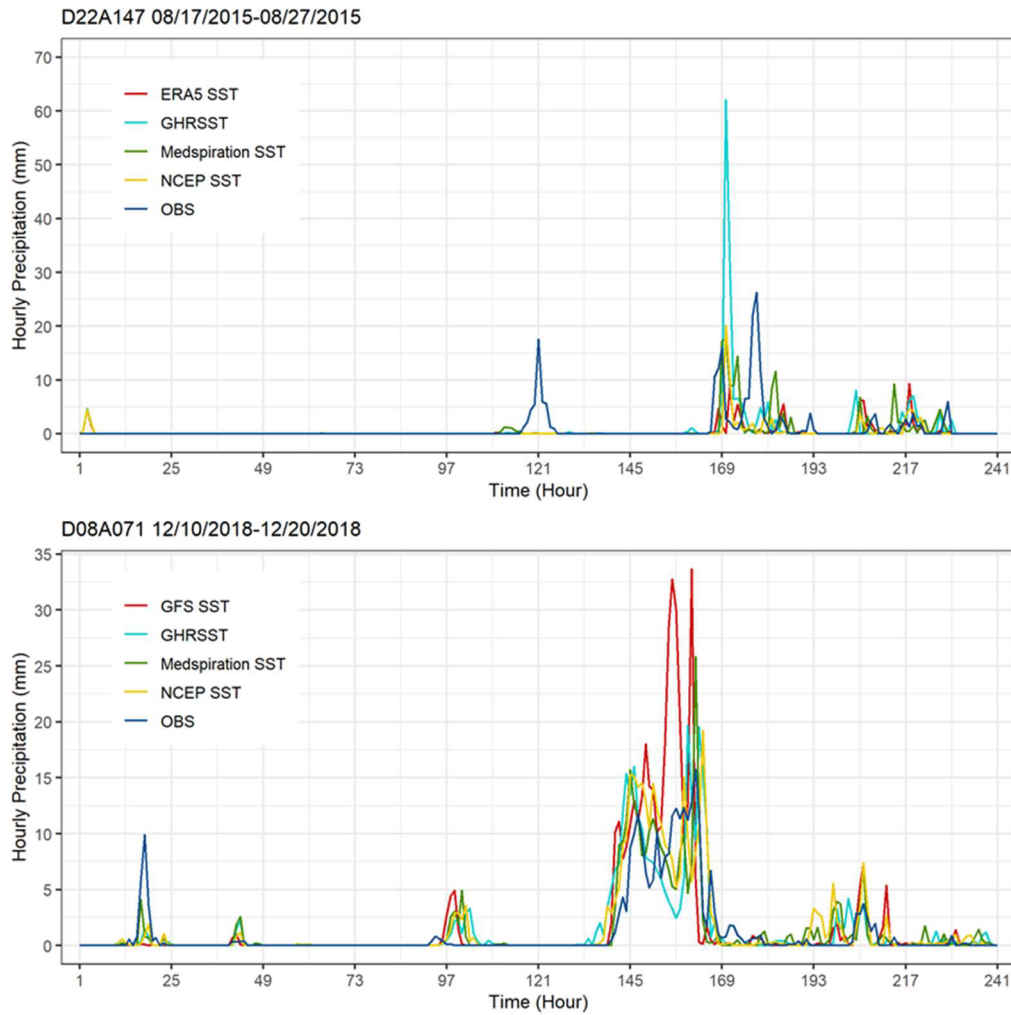 D22A147 08/17/2015-08/27/2015
70
60
50
40
30
20
10
0
Hourly Precipitation (mm)
ERA5 SST
GHRSST
Medspiration SST
NCEP SST
OBS
1 25 49 73 97 121 145 169 193 217 241
Time (Hour)
D08A071 12/10/2018-12/20/2018
35
30
25
20
15
10
5
0
Hourly Precipitation (mm)
GFS SST
GHRSST
Medspiration SST
NCEP SST
OBS
1 25 49 73 97 121 145 169 193 217 241
Time (Hour)